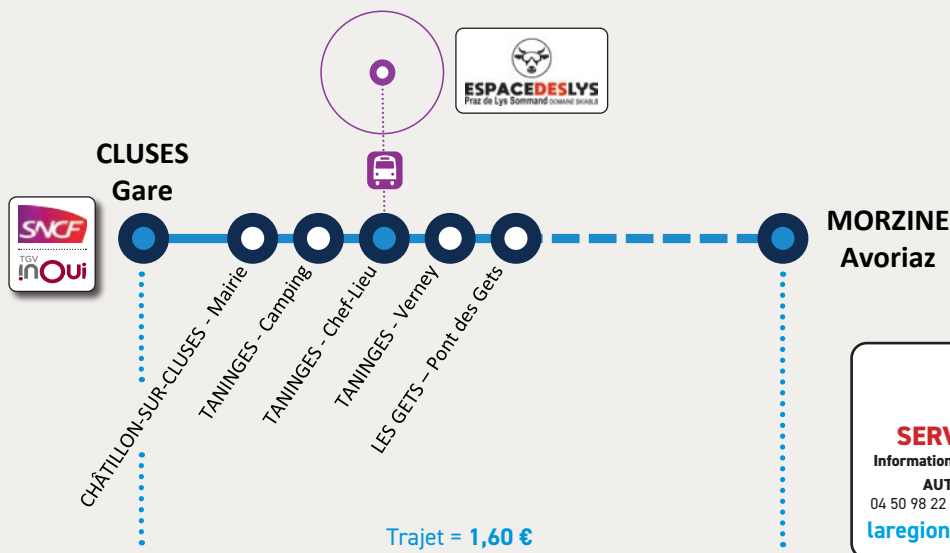 ESPACEDESLYS
Praz de Lys Sommand DOMAINE SKIABLE
CLUSES
Gare
SNCF
TGV
inOui
MORZINE
Avoriaz
CHÂTILLON-SUR-CLUSES - Mairie
TANINGES - Camping
TANINGES - Chef-Lieu
TANINGES - Verney
LES GETS – Pont des Gets
SERV
Information
AUT
04 50 98 22
laregion
Trajet = 1,60 €